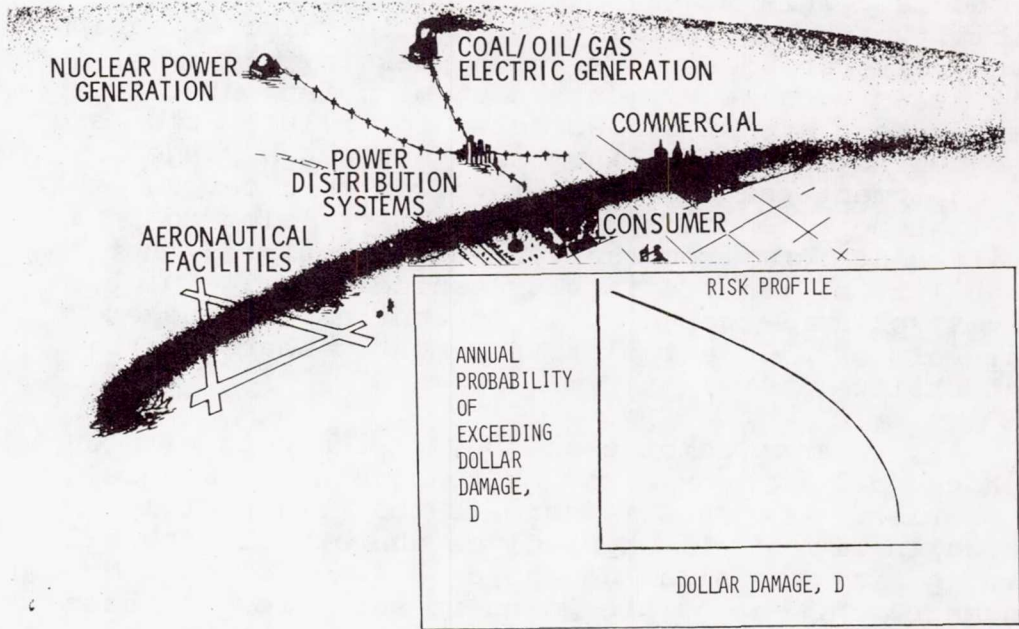 NUCLEAR POWER
GENERATION
COAL/OIL/GAS
ELECTRIC GENERATION
COMMERCIAL
POWER
DISTRIBUTION
SYSTEMS
CONSUMER
AERONAUTICAL
FACILITIES
RISK PROFILE
ANNUAL
PROBABILITY
OF
EXCEEDING
DOLLAR
DAMAGE,
D
DOLLAR DAMAGE, D